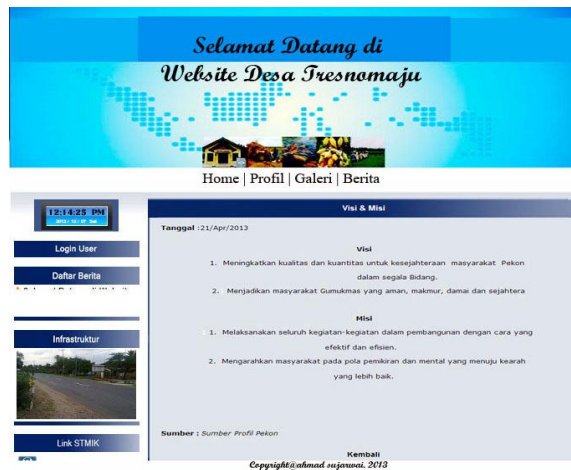 Selamat Datang di
Website Desa Tresnomaju
Home | Profil | Galeri | Berita
12:14:25 PM
Login User
Daftar Berita
Infrastruktur
Link STMIK
Visi & Misi
Tanggal :21/Apr/2013
Visi
1. Meningkatkan kualitas dan kuantitas untuk kesejahteraan masyarakat Pekon
dalam segala Bidang.
2. Menjadikan masyarakat Gumukmas yang aman, makmur, damai dan sejahtera
Misi
1. Melaksanakan seluruh kegiatan-kegiatan dalam pembangunan dengan cara yang
efektif dan efisien.
2. Mengarahkan masyarakat pada pola pemikiran dan mental yang menuju kearah
yang lebih baik.
Sumber : Sumber Profil Pekon
Kembali
Copyright@ahmad sujarwai. 2013